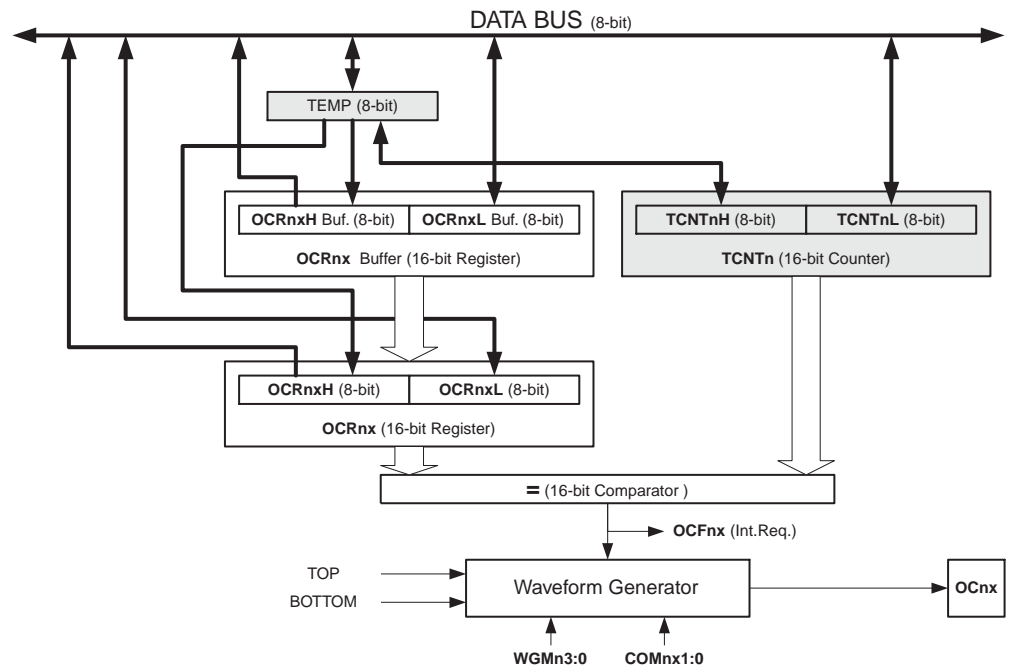 DATA BUS (8-bit)
TEMP (8-bit)
OCRnxH Buf. (8-bit) OCRnxL Buf. (8-bit)
OCRnx Buffer (16-bit Register)
TCNTnH (8-bit) TCNTnL (8-bit)
TCNTn (16-bit Counter)
OCRnxH (8-bit) OCRnxL (8-bit)
OCRnx (16-bit Register)
= (16-bit Comparator )
OCFnx (Int.Req.)
TOP
BOTTOM
Waveform Generator
OCnx
WGMn3:0 COMnx1:0